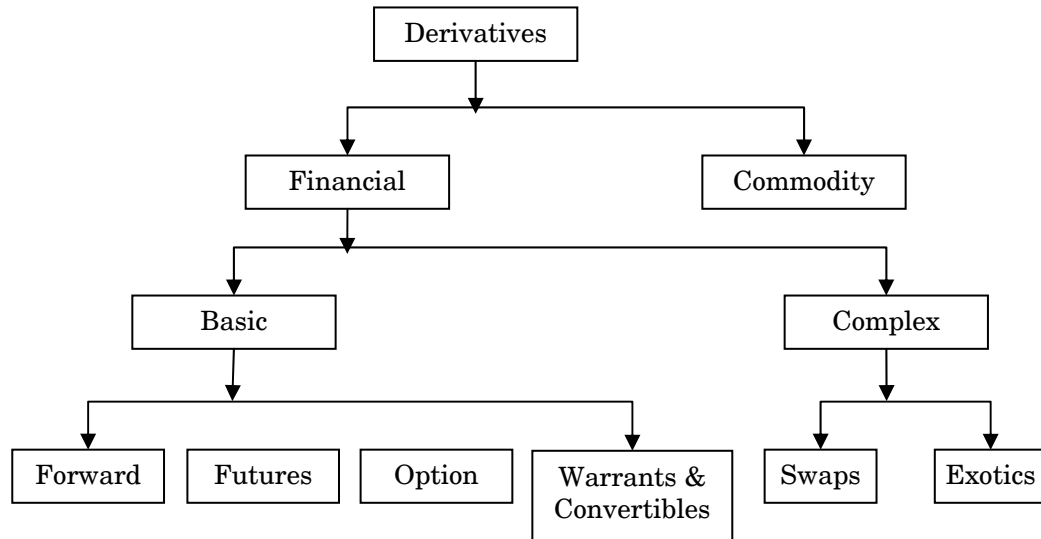 Derivatives
Financial
Commodity
Basic
Complex
Forward
Futures
Option
Warrants &
Convertibles
Swaps
Exotics